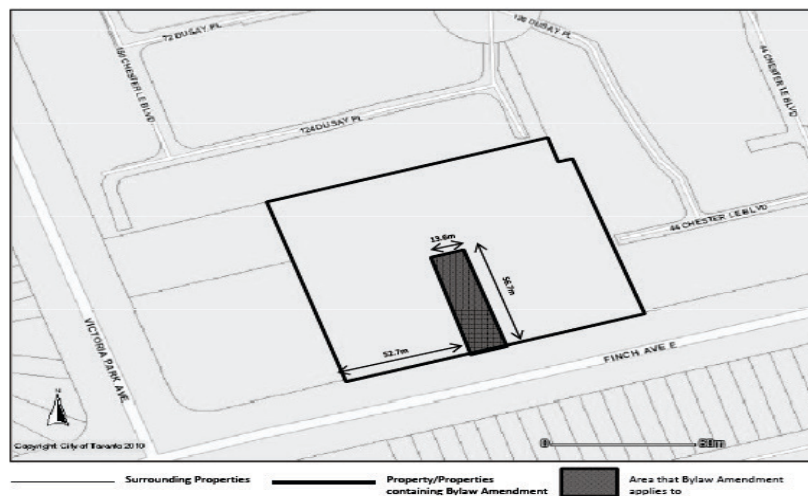 72 DUSAY PL
126 DUSAY PL
150 CHESTER LE BLVD
44 CHESTER LE BLVD
124 DUSAY PL
44 CHESTER LE BLVD
13.6m
56.7m
52.7m
VICTORIA PARK AVE
FINCH AVE E
N
Copyright: City of Toronto 2010
0 60m
Surrounding Properties
Property/Properties
containing Bylaw Amendment
Area that Bylaw Amendment
applies to